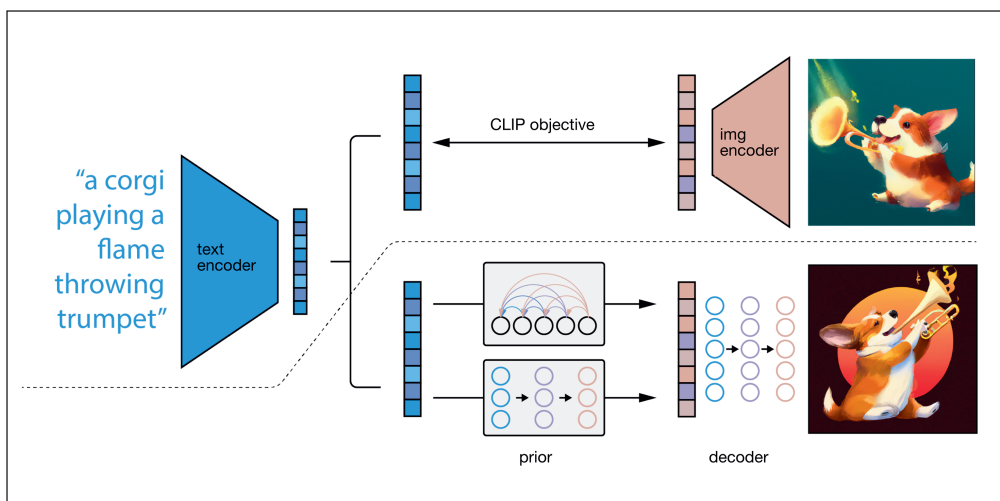 “a corgi
playing a
flame
throwing
trumpet”
text
encoder
CLIP objective
img
encoder
prior
decoder